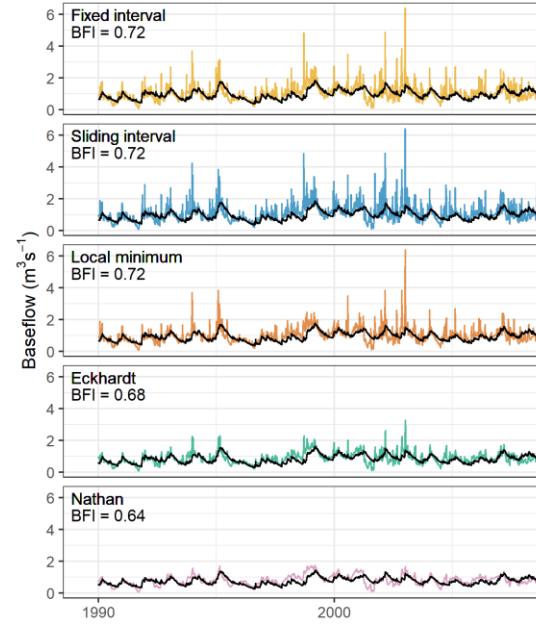 Fixed interval
BFI = 0.72
6
4
2
0
Sliding interval
BFI = 0.72
6
4
2
0
Local minimum
BFI = 0.72
6
4
2
0
Eckhardt
BFI = 0.68
6
4
2
0
Nathan
BFI = 0.64
6
4
2
0
Baseflow (m³s⁻¹)
1990
2000